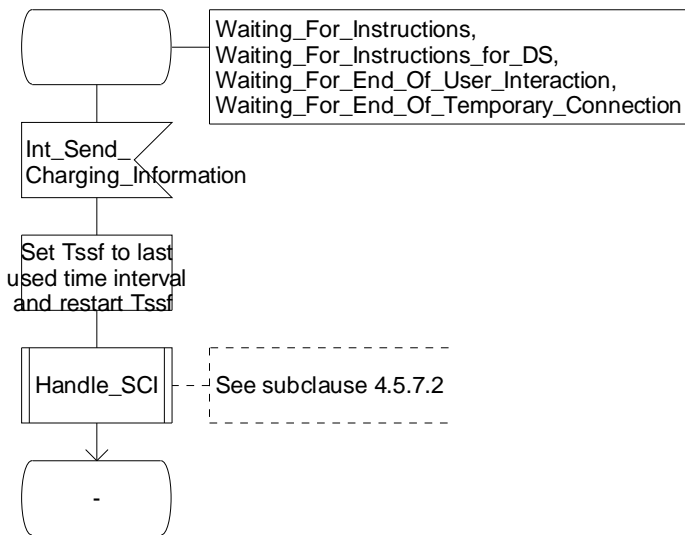 Waiting_For_Instructions,
Waiting_For_Instructions_for_DS,
Waiting_For_End_Of_User_Interaction,
Waiting_For_End_Of_Temporary_Connection
Int_Send_
Charging_Information
Set Tssf to last
used time interval
and restart Tssf
Handle_SCI
See subclause 4.5.7.2
-